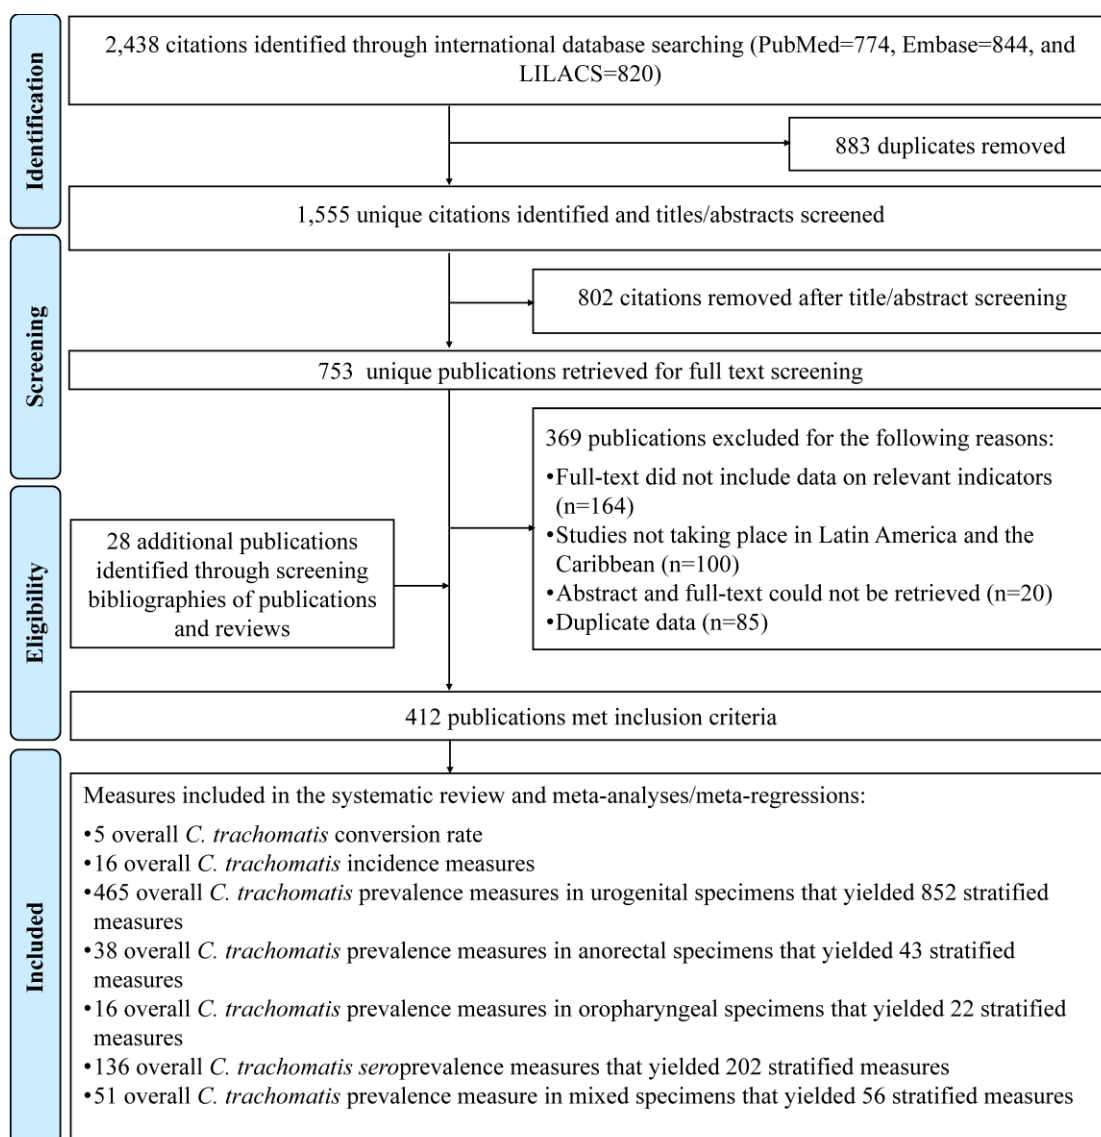 Identification
2,438 citations identified through international database searching (PubMed=774, Embase=844, and
LILACS=820)
883 duplicates removed
1,555 unique citations identified and titles/abstracts screened
Screening
802 citations removed after title/abstract screening
753 unique publications retrieved for full text screening
Eligibility
369 publications excluded for the following reasons:
•Full-text did not include data on relevant indicators
(n=164)
•Studies not taking place in Latin America and the
Caribbean (n=100)
•Abstract and full-text could not be retrieved (n=20)
•Duplicate data (n=85)
28 additional publications
identified through screening
bibliographies of publications
and reviews
412 publications met inclusion criteria
Included
Measures included in the systematic review and meta-analyses/meta-regressions:
•5 overall C. trachomatis conversion rate
•16 overall C. trachomatis incidence measures
•465 overall C. trachomatis prevalence measures in urogenital specimens that yielded 852 stratified
measures
•38 overall C. trachomatis prevalence measures in anorectal specimens that yielded 43 stratified
measures
•16 overall C. trachomatis prevalence measures in oropharyngeal specimens that yielded 22 stratified
measures
•136 overall C. trachomatis seroprevalence measures that yielded 202 stratified measures
•51 overall C. trachomatis prevalence measure in mixed specimens that yielded 56 stratified measures